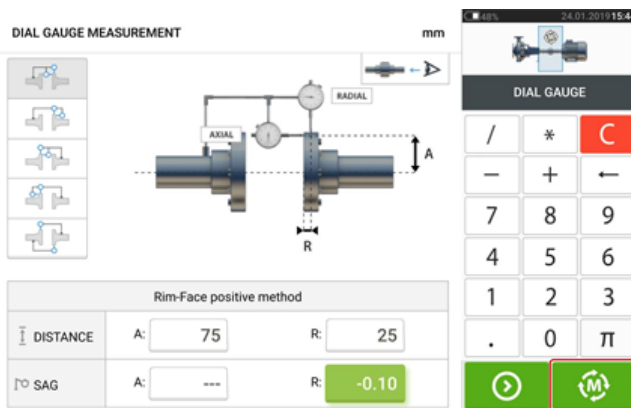 DIAL GAUGE MEASUREMENT
mm
RADIAL
AXIAL
A
R
Rim-Face positive method
DISTANCE A: 75 R: 25
SAG A: --- R: -0.10
48% 24.01.2019 15:4
DIAL GAUGE
/ * C
− + ←
7 8 9
4 5 6
1 2 3
. 0 π
M